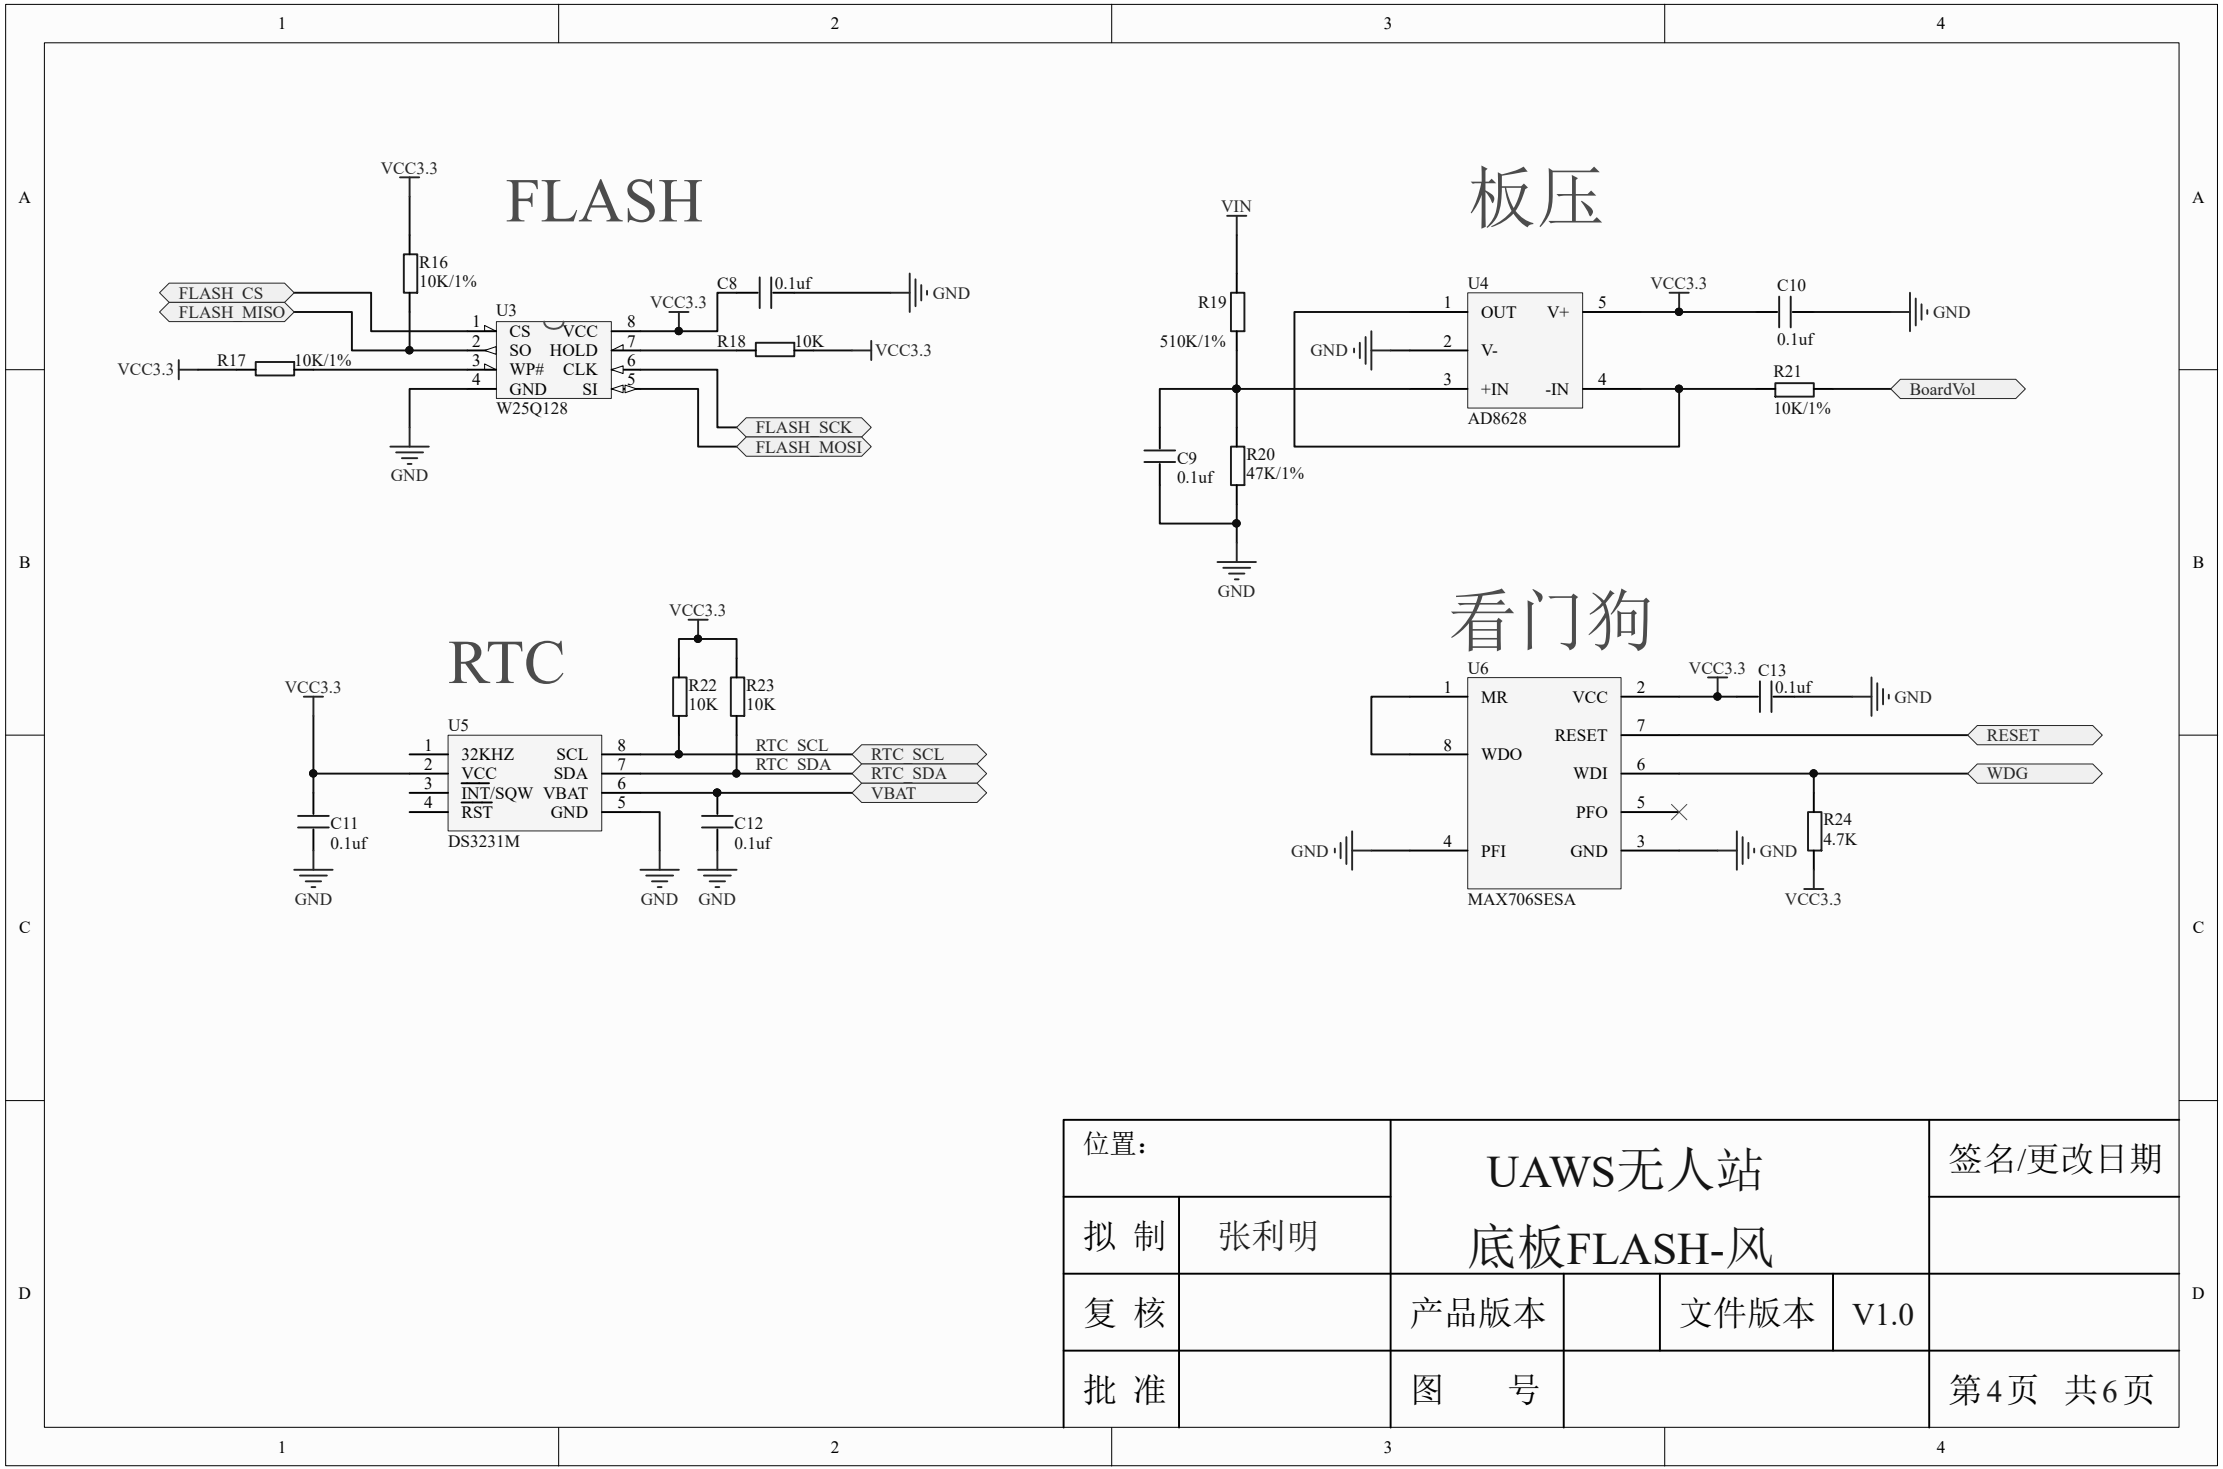 1 2 3 4
A
A
B
B
C
C
D
D
FLASH
VCC3.3
R16
10K/1%
FLASH_CS
FLASH_MISO
VCC3.3
R17
10K/1%
U3
1 CS VCC 8
2 SO HOLD 7
3 WP# CLK 6
4 GND SI 5
W25Q128
GND
VCC3.3
C8
0.1uf
GND
R18
10K
VCC3.3
FLASH_SCK
FLASH_MOSI
板压
VIN
R19
510K/1%
C9
0.1uf
R20
47K/1%
GND
GND
U4
1 OUT V+ 5
2 V-
3 +IN -IN 4
AD8628
VCC3.3
C10
0.1uf
GND
R21
10K/1%
BoardVol
RTC
VCC3.3
C11
0.1uf
GND
U5
1 32KHZ SCL 8
2 VCC SDA 7
3 INT/SQW VBAT 6
4 RST GND 5
DS3231M
VCC3.3
R22
10K
R23
10K
RTC_SCL
RTC_SDA
RTC_SCL
RTC_SDA
VBAT
C12
0.1uf
GND
GND
看门狗
U6
1 MR VCC 2
RESET 7
8 WDO
WDI 6
PFO 5
4 PFI GND 3
MAX706SESA
GND
VCC3.3
C13
0.1uf
GND
RESET
WDG
GND
R24
4.7K
VCC3.3
位置：
UAWS无人站
底板FLASH-风
签名/更改日期
拟 制 张利明
复 核 产品版本 文件版本 V1.0
批 准 图 号 第4页 共6页
1 2 3 4